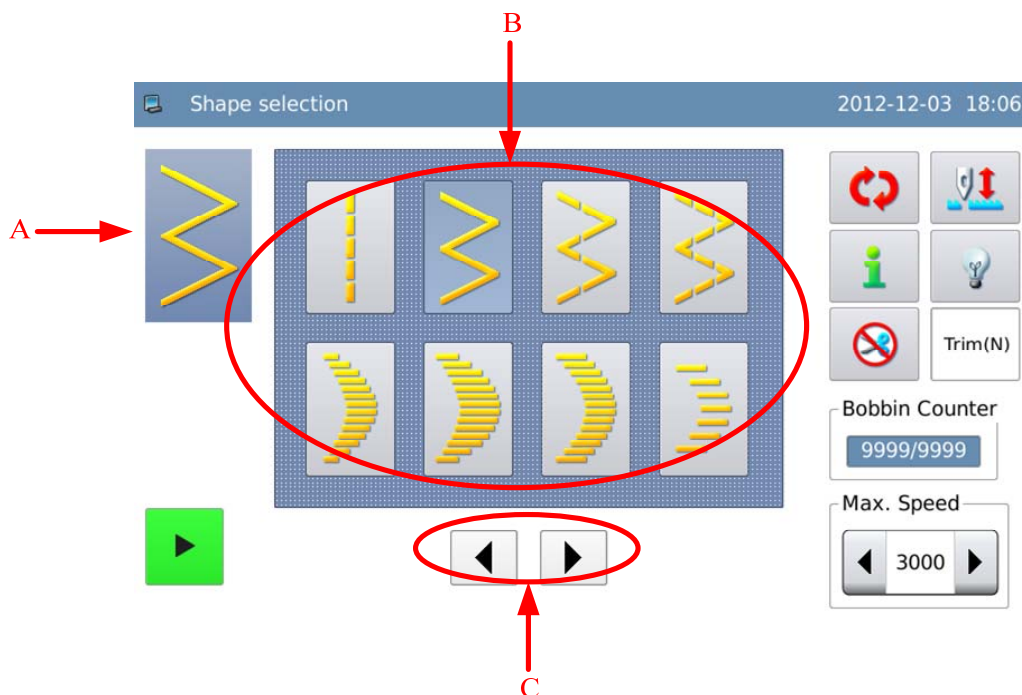 B
Shape selection
2012-12-03 18:06
A
Trim(N)
Bobbin Counter
9999/9999
Max. Speed
3000
C